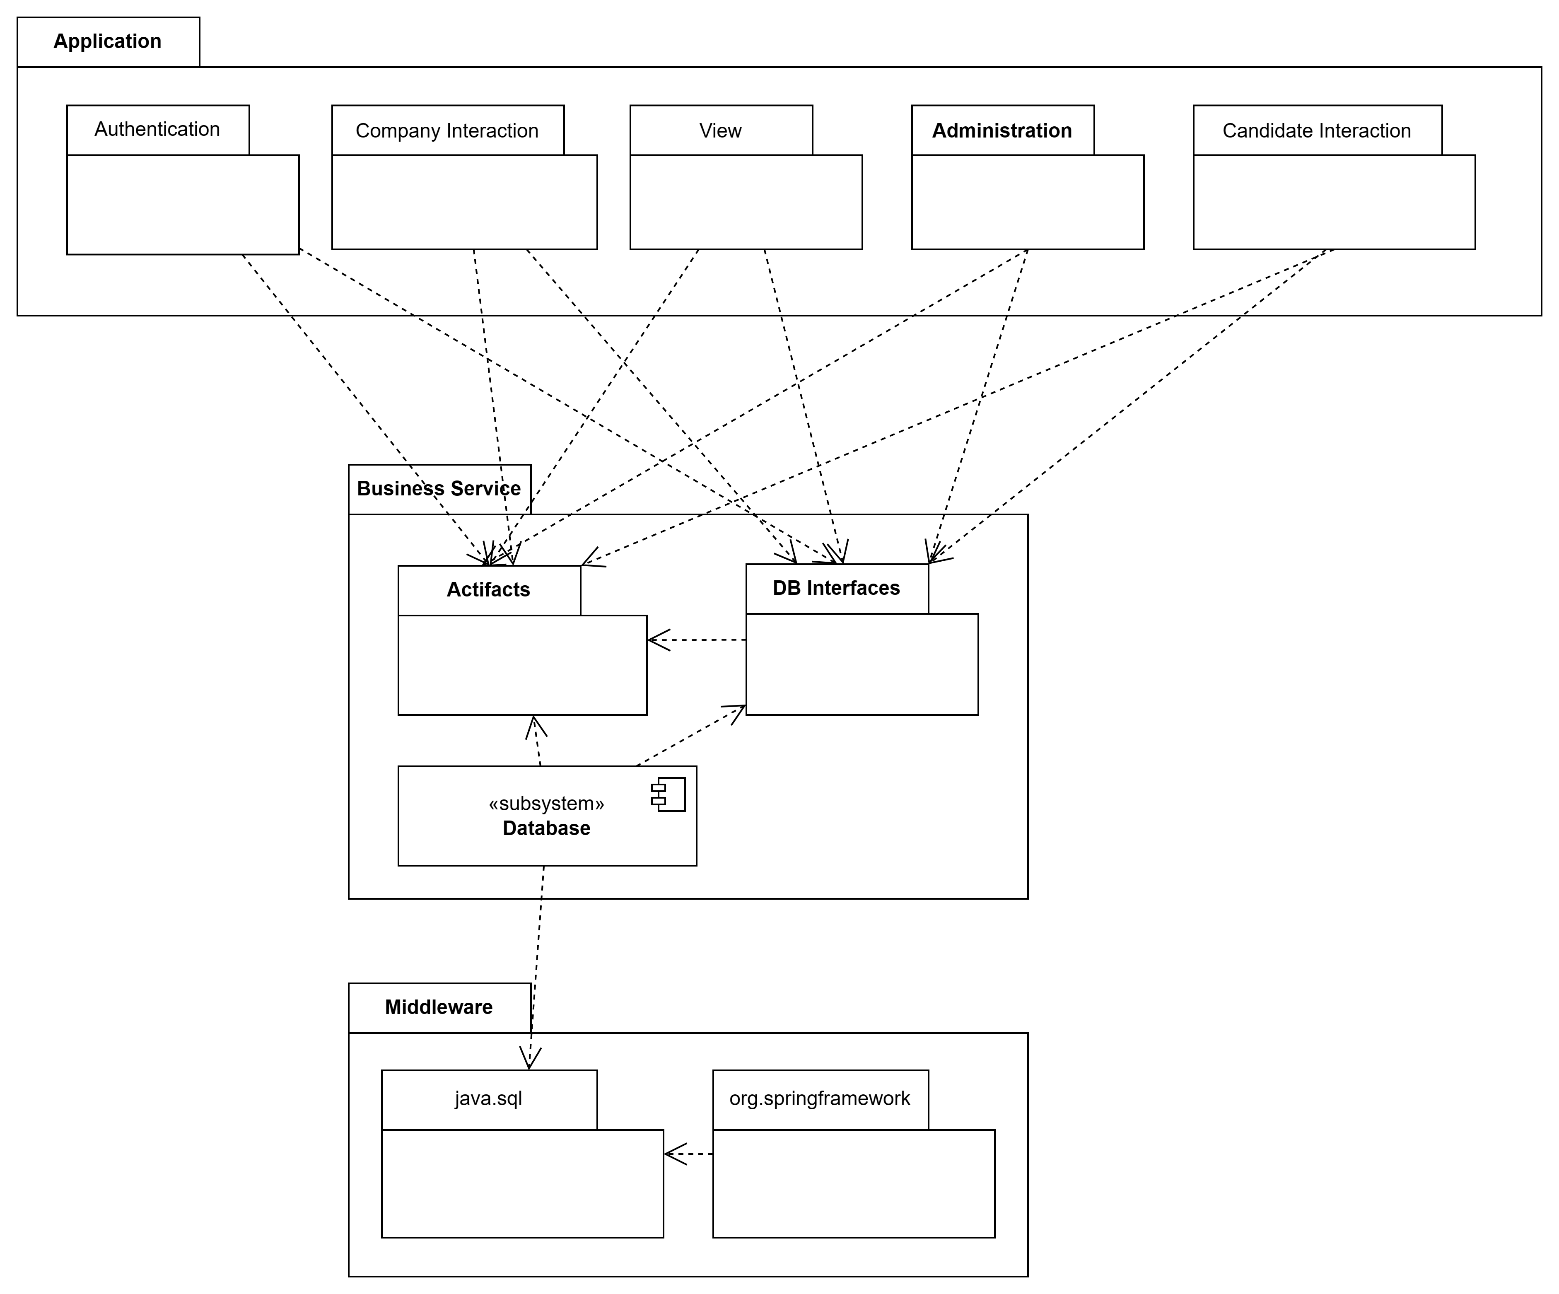 Application
Authentication
Company Interaction
View
Administration
Candidate Interaction
Business Service
Actifacts
DB Interfaces
«subsystem»
Database
Middleware
java.sql
org.springframework